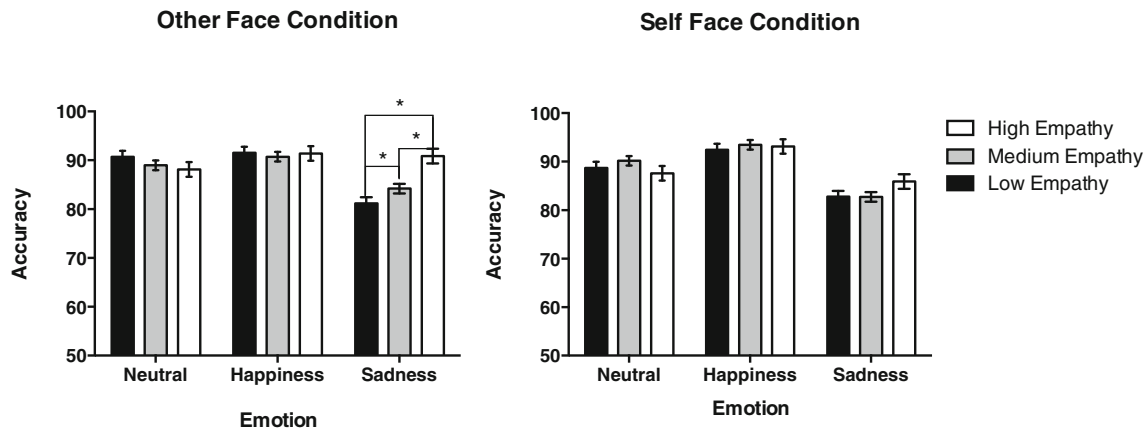 Other Face Condition
Self Face Condition
100
90
80
70
60
50
Accuracy
*
*
*
Neutral
Happiness
Sadness
Emotion
100
90
80
70
60
50
Accuracy
Neutral
Happiness
Sadness
Emotion
High Empathy
Medium Empathy
Low Empathy